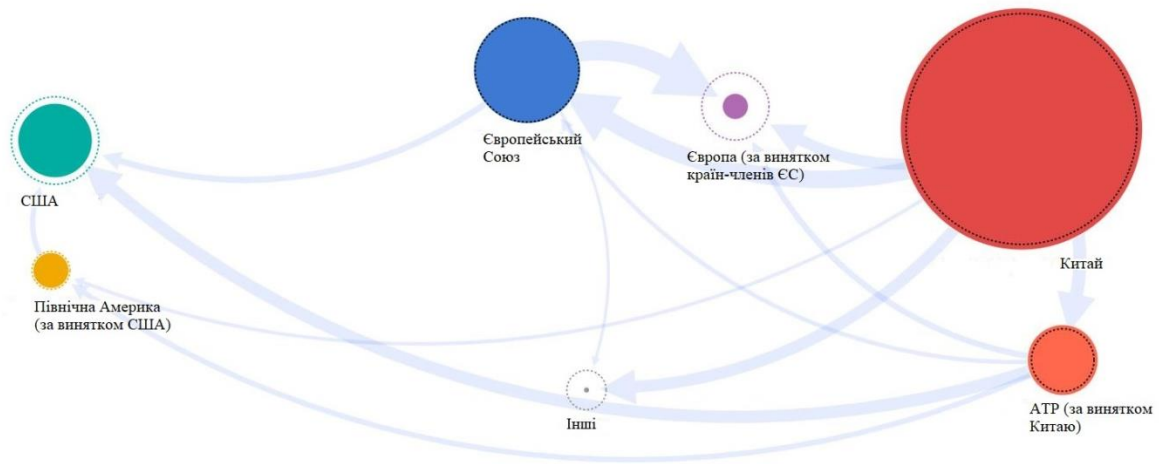 Європейський
Союз
Європа (за винятком
країн-членів ЄС)
США
Китай
Північна Америка
(за винятком США)
АТР (за винятком
Китаю)
Інші